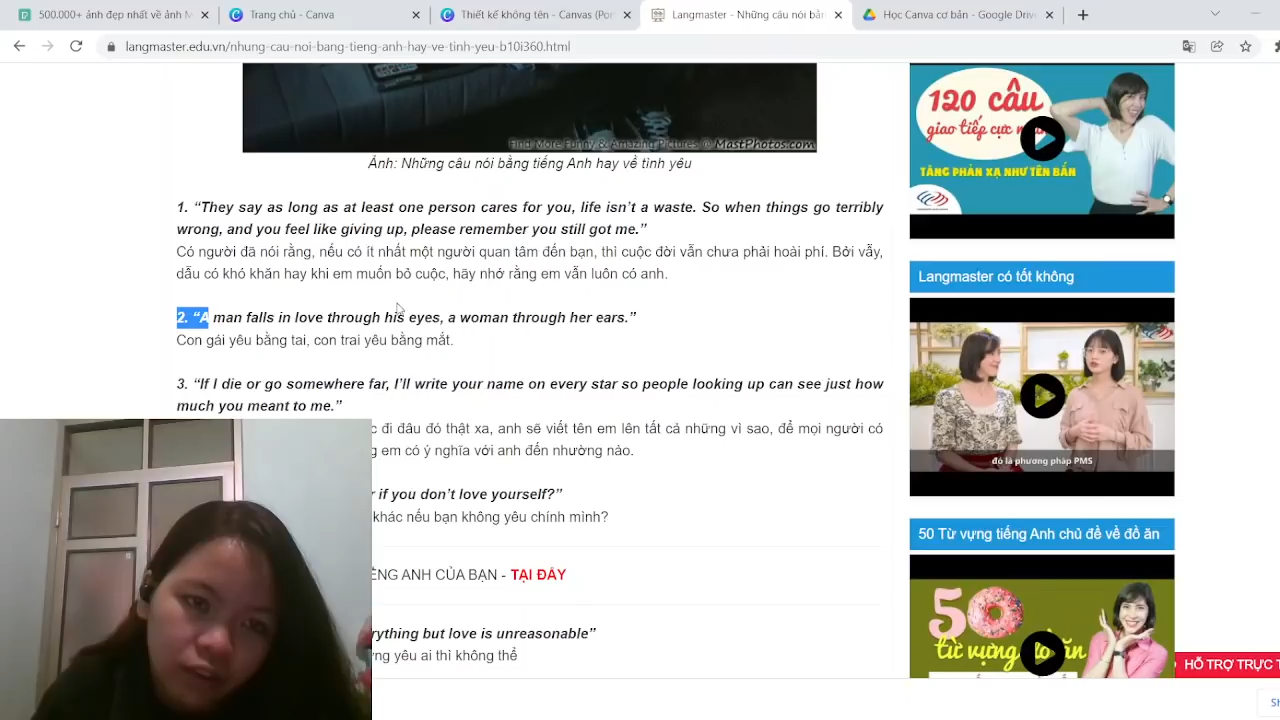 500.000+ ảnh đẹp nhất về ảnh M
Trang chủ - Canva
Thiết kế không tên - Canvas (Por
Langmaster - Những câu nói bằ
Học Canva cơ bản - Google Drive
langmaster.edu.vn/nhung-cau-noi-bang-tieng-anh-hay-ve-tinh-yeu-b10i360.html
Find More Funny & Amazing Pictures @ MastPhotos.com
Ảnh: Những câu nói bằng tiếng Anh hay về tình yêu
1. “They say as long as at least one person cares for you, life isn’t a waste. So when things go terribly
wrong, and you feel like giving up, please remember you still got me.”
Có người đã nói rằng, nếu có ít nhất một người quan tâm đến bạn, thì cuộc đời vẫn chưa phải hoài phí. Bởi vẫy,
dẫu có khó khăn hay khi em muốn bỏ cuộc, hãy nhớ rằng em vẫn luôn có anh.
2. “A man falls in love through his eyes, a woman through her ears.”
Con gái yêu bằng tai, con trai yêu bằng mắt.
3. “If I die or go somewhere far, I’ll write your name on every star so people looking up can see just how
much you meant to me.”
đi đâu đó thật xa, anh sẽ viết tên em lên tất cả những vì sao, để mọi người có
em có ý nghĩa với anh đến nhường nào.
if you don’t love yourself?”
khác nếu bạn không yêu chính mình?
ẾNG ANH CỦA BẠN - TẠI ĐÂY
rything but love is unreasonable”
yêu ai thì không thể
120 câu
giao tiếp cực
TĂNG PHẢN XẠ NHƯ TÊN BẮN
Langmaster có tốt không
đó là phương pháp PMS
50 Từ vựng tiếng Anh chủ đề về đồ ăn
50
từ vựng đồ ăn
HỖ TRỢ TRỰC T
Sh